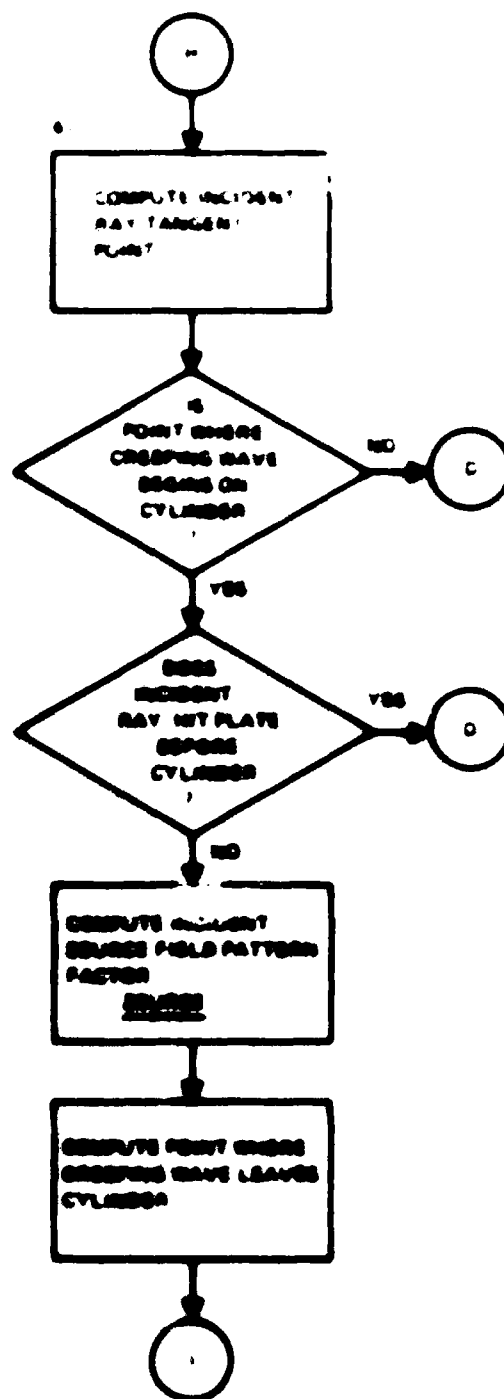 COMPUTE INCIDENT
RAY TANGENT
POINT
IS
POINT WHERE
CREEPING WAVE
BEGINS ON
CYLINDER
?
NO
YES
DOES
INCIDENT
RAY HIT PLATE
BEFORE
CYLINDER
?
YES
NO
COMPUTE INCIDENT
SOURCE FIELD PATTERN
FACTOR
SOURCE
COMPUTE POINT WHERE
CREEPING WAVE LEAVES
CYLINDER